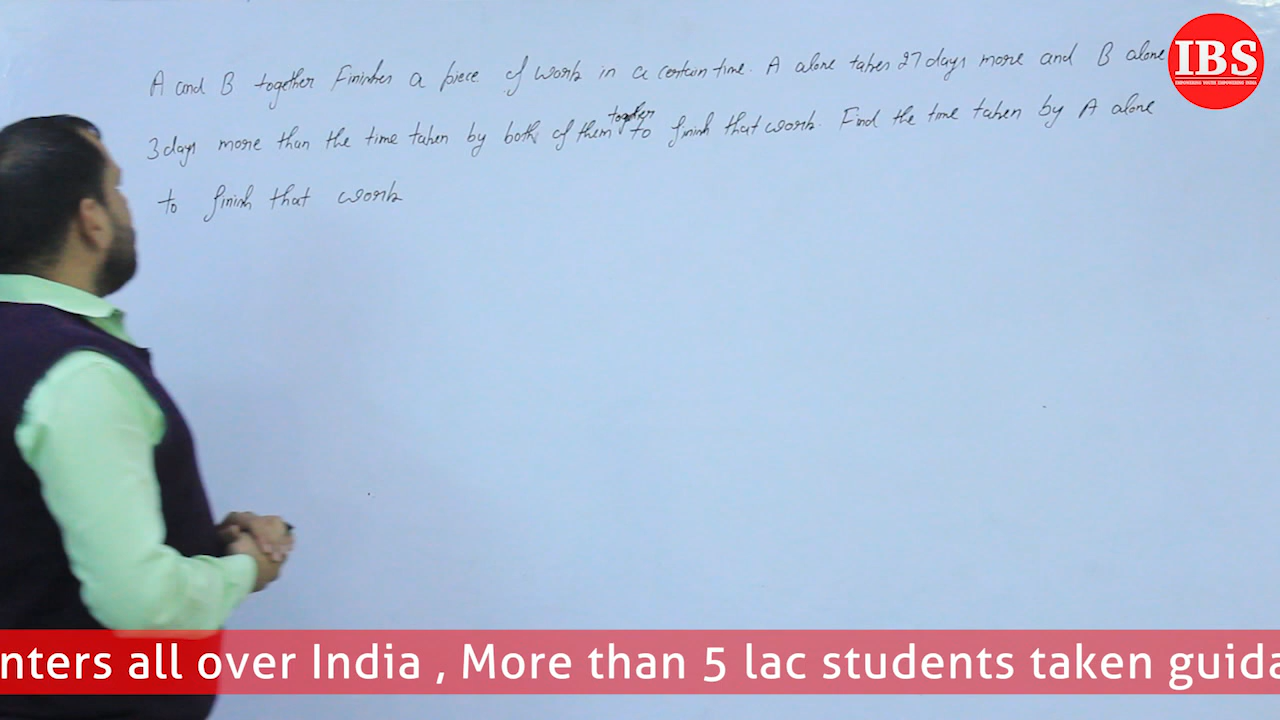 A and B together Finishes a piece of work in a certain time. A alone takes 27 days more and B alone
3 days more than the time taken by both of them together to finish that work. Find the time taken by A alone
to finish that work
IBS
nters all over India , More than 5 lac students taken guida